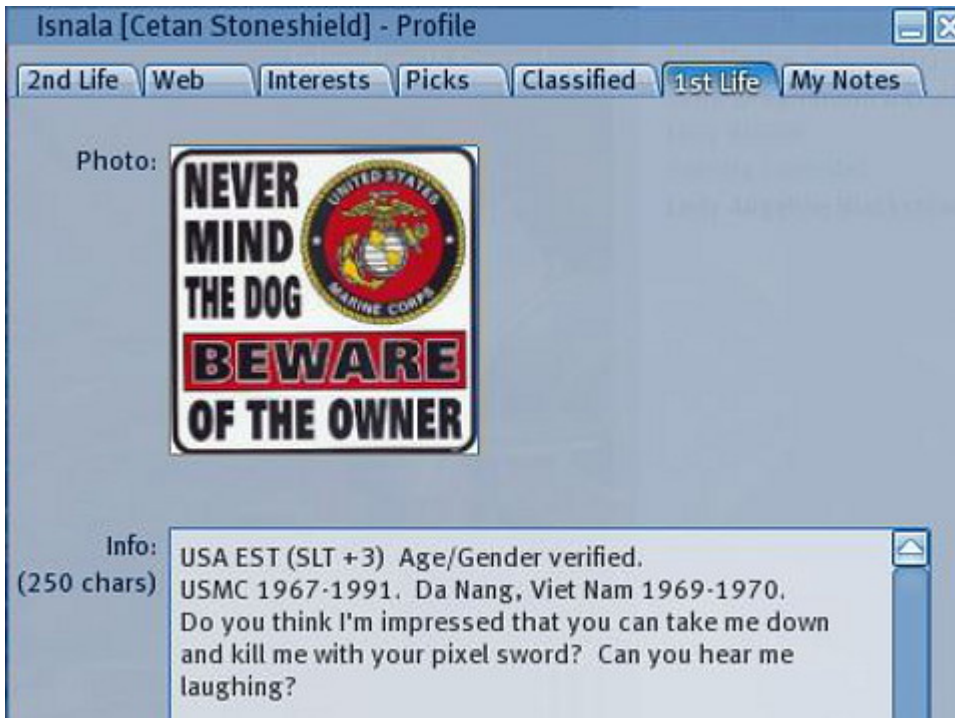 Isnala [Cetan Stoneshield] - Profile
2nd Life Web Interests Picks Classified 1st Life My Notes
Photo:
NEVER
MIND
THE DOG
UNITED STATES
MARINE CORPS
BEWARE
OF THE OWNER
Info:
(250 chars)
USA EST (SLT +3) Age/Gender verified.
USMC 1967-1991. Da Nang, Viet Nam 1969-1970.
Do you think I'm impressed that you can take me down
and kill me with your pixel sword? Can you hear me
laughing?